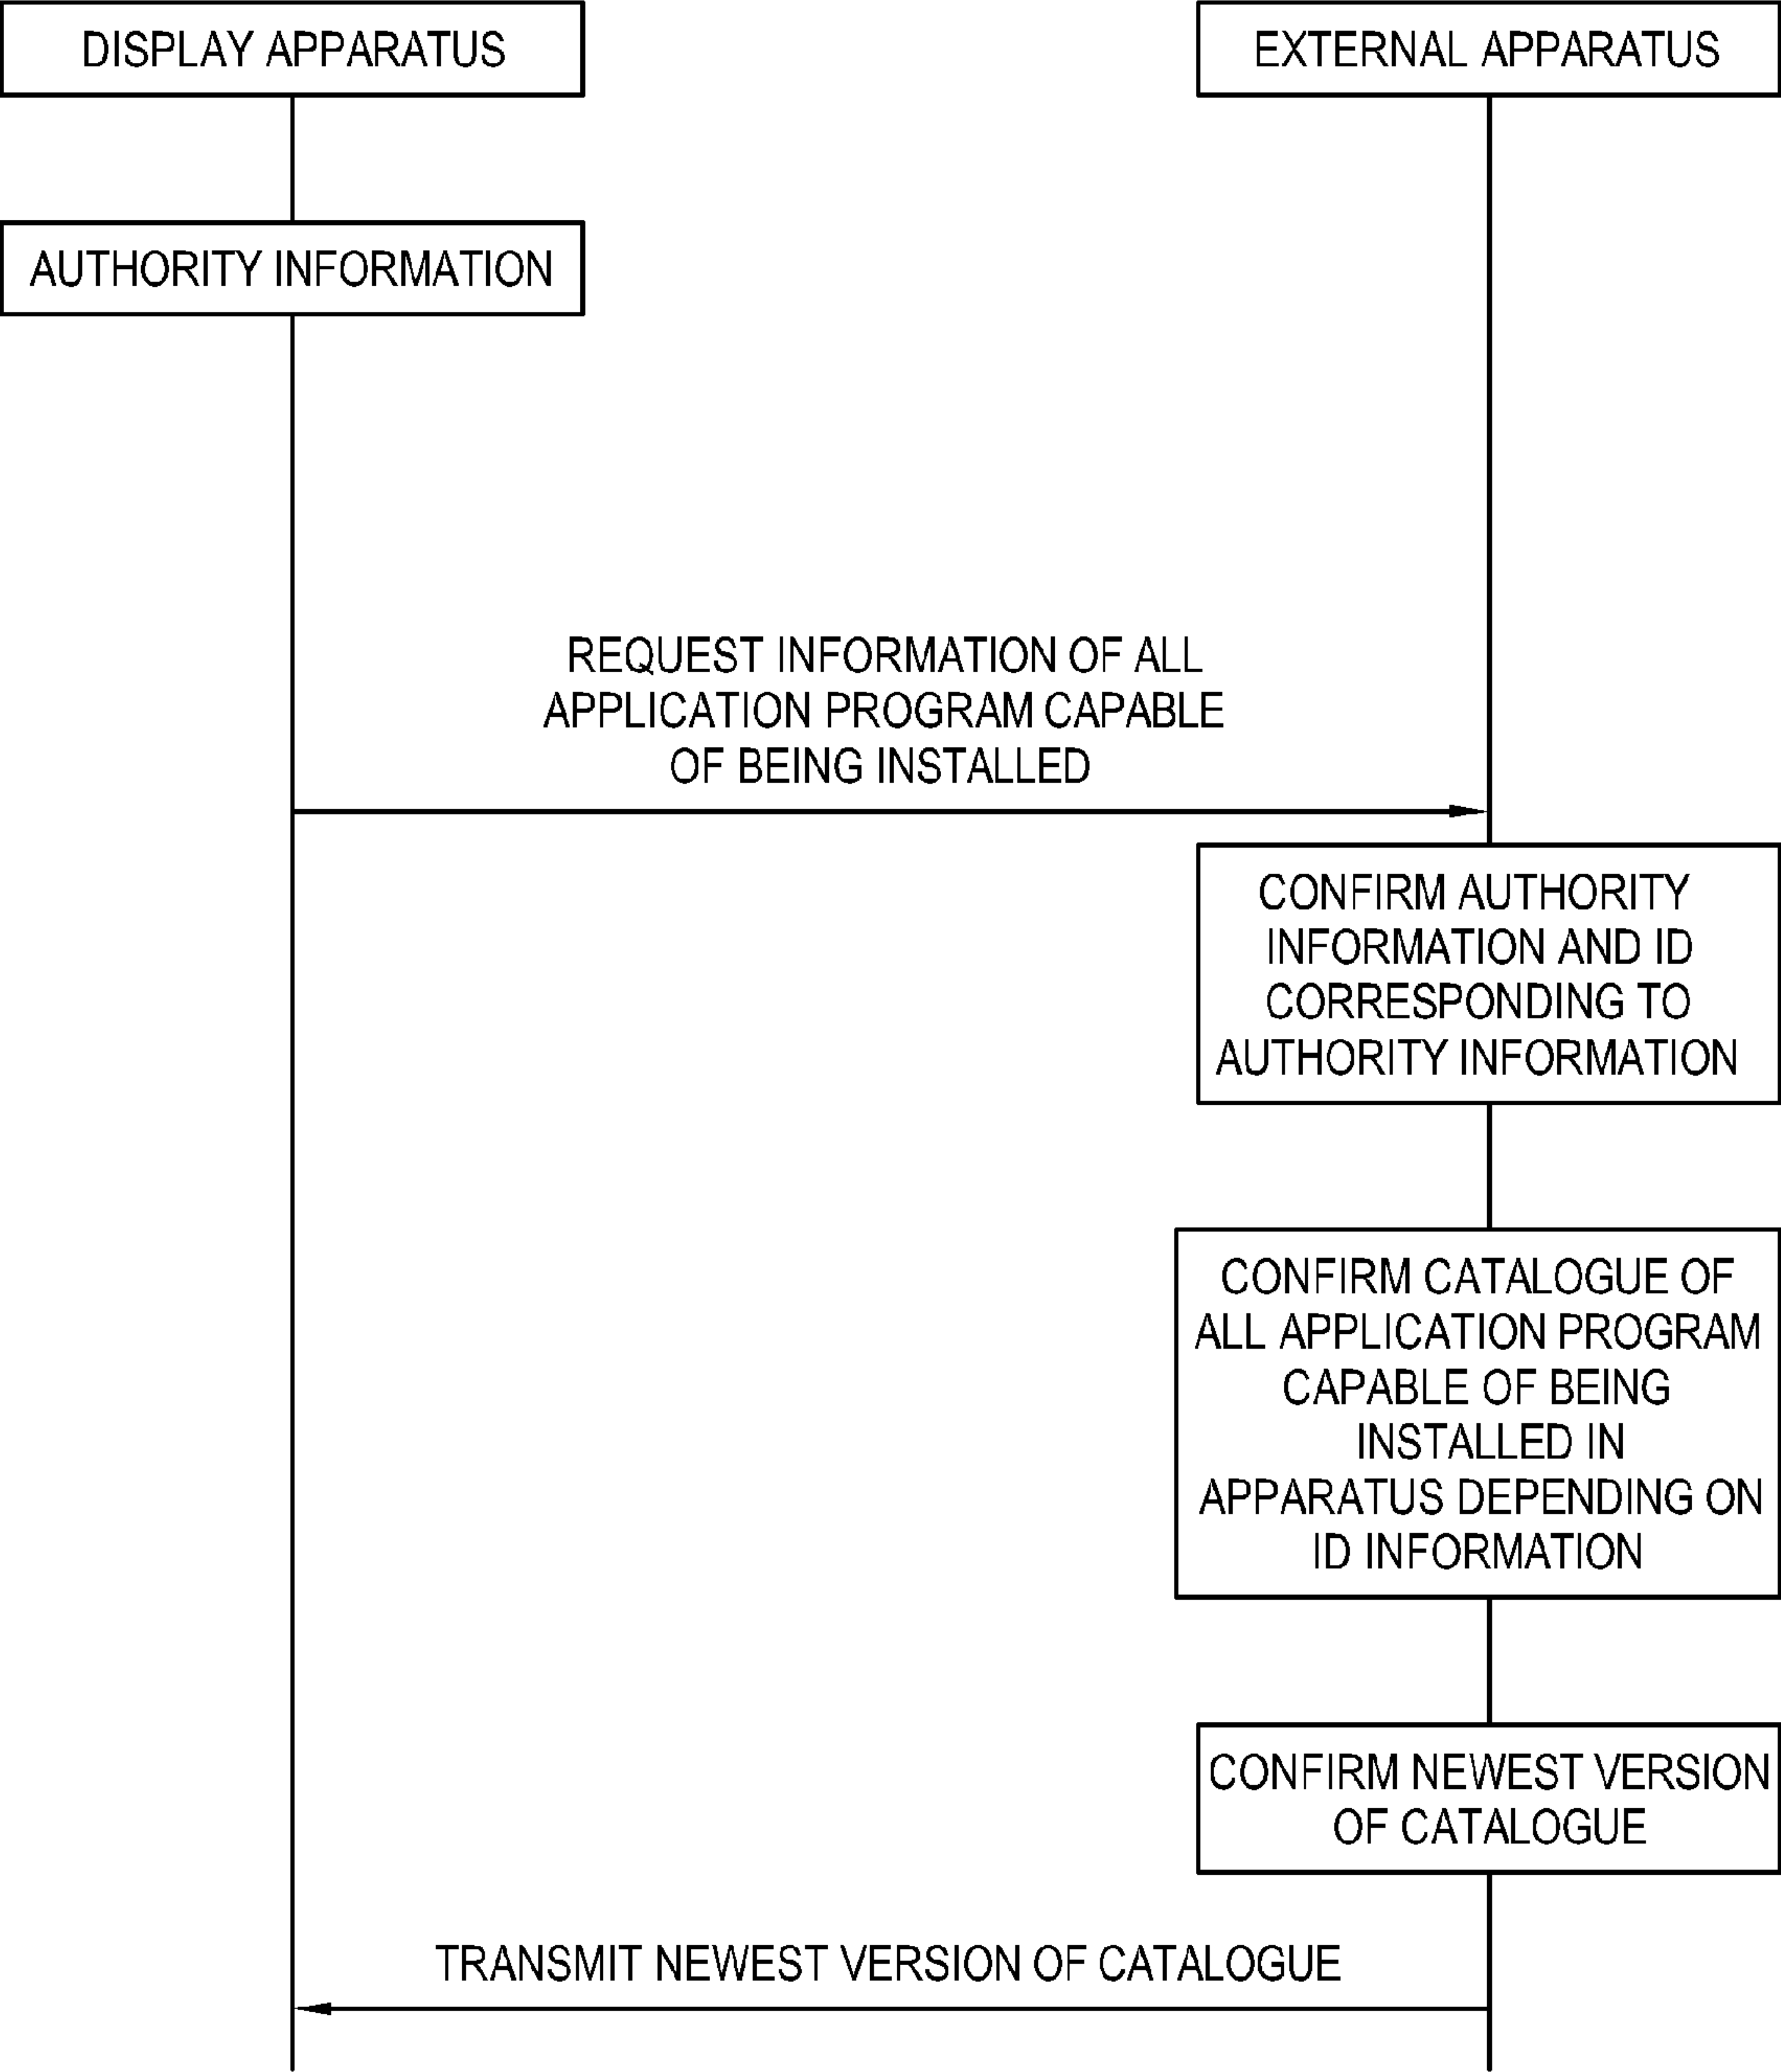 DISPLAY APPARATUS
EXTERNAL APPARATUS
AUTHORITY INFORMATION
REQUEST INFORMATION OF ALL
APPLICATION PROGRAM CAPABLE
OF BEING INSTALLED
CONFIRM AUTHORITY
INFORMATION AND ID
CORRESPONDING TO
AUTHORITY INFORMATION
CONFIRM CATALOGUE OF
ALL APPLICATION PROGRAM
CAPABLE OF BEING
INSTALLED IN
APPARATUS DEPENDING ON
ID INFORMATION
CONFIRM NEWEST VERSION
OF CATALOGUE
TRANSMIT NEWEST VERSION OF CATALOGUE